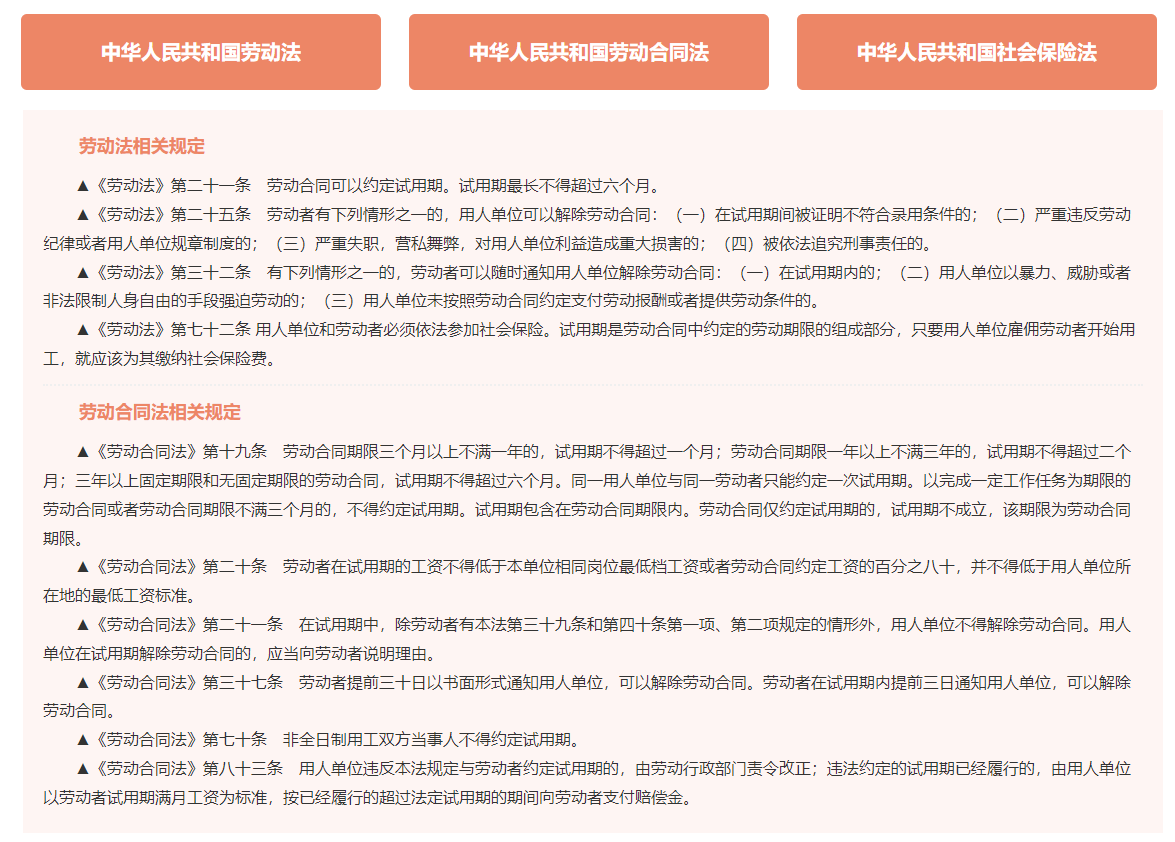 中华人民共和国劳动法
中华人民共和国劳动合同法
中华人民共和国社会保险法
劳动法相关规定
▲《劳动法》第二十一条　劳动合同可以约定试用期。试用期最长不得超过六个月。
▲《劳动法》第二十五条　劳动者有下列情形之一的，用人单位可以解除劳动合同：（一）在试用期间被证明不符合录用条件的；（二）严重违反劳动
纪律或者用人单位规章制度的；（三）严重失职，营私舞弊，对用人单位利益造成重大损害的；（四）被依法追究刑事责任的。
▲《劳动法》第三十二条　有下列情形之一的，劳动者可以随时通知用人单位解除劳动合同：（一）在试用期内的；（二）用人单位以暴力、威胁或者
非法限制人身自由的手段强迫劳动的；（三）用人单位未按照劳动合同约定支付劳动报酬或者提供劳动条件的。
▲《劳动法》第七十二条 用人单位和劳动者必须依法参加社会保险。试用期是劳动合同中约定的劳动期限的组成部分，只要用人单位雇佣劳动者开始用
工，就应该为其缴纳社会保险费。
劳动合同法相关规定
▲《劳动合同法》第十九条　劳动合同期限三个月以上不满一年的，试用期不得超过一个月；劳动合同期限一年以上不满三年的，试用期不得超过二个
月；三年以上固定期限和无固定期限的劳动合同，试用期不得超过六个月。同一用人单位与同一劳动者只能约定一次试用期。以完成一定工作任务为期限的
劳动合同或者劳动合同期限不满三个月的，不得约定试用期。试用期包含在劳动合同期限内。劳动合同仅约定试用期的，试用期不成立，该期限为劳动合同
期限。
▲《劳动合同法》第二十条　劳动者在试用期的工资不得低于本单位相同岗位最低档工资或者劳动合同约定工资的百分之八十，并不得低于用人单位所
在地的最低工资标准。
▲《劳动合同法》第二十一条　在试用期中，除劳动者有本法第三十九条和第四十条第一项、第二项规定的情形外，用人单位不得解除劳动合同。用人
单位在试用期解除劳动合同的，应当向劳动者说明理由。
▲《劳动合同法》第三十七条　劳动者提前三十日以书面形式通知用人单位，可以解除劳动合同。劳动者在试用期内提前三日通知用人单位，可以解除
劳动合同。
▲《劳动合同法》第七十条　非全日制用工双方当事人不得约定试用期。
▲《劳动合同法》第八十三条　用人单位违反本法规定与劳动者约定试用期的，由劳动行政部门责令改正；违法约定的试用期已经履行的，由用人单位
以劳动者试用期满月工资为标准，按已经履行的超过法定试用期的期间向劳动者支付赔偿金。